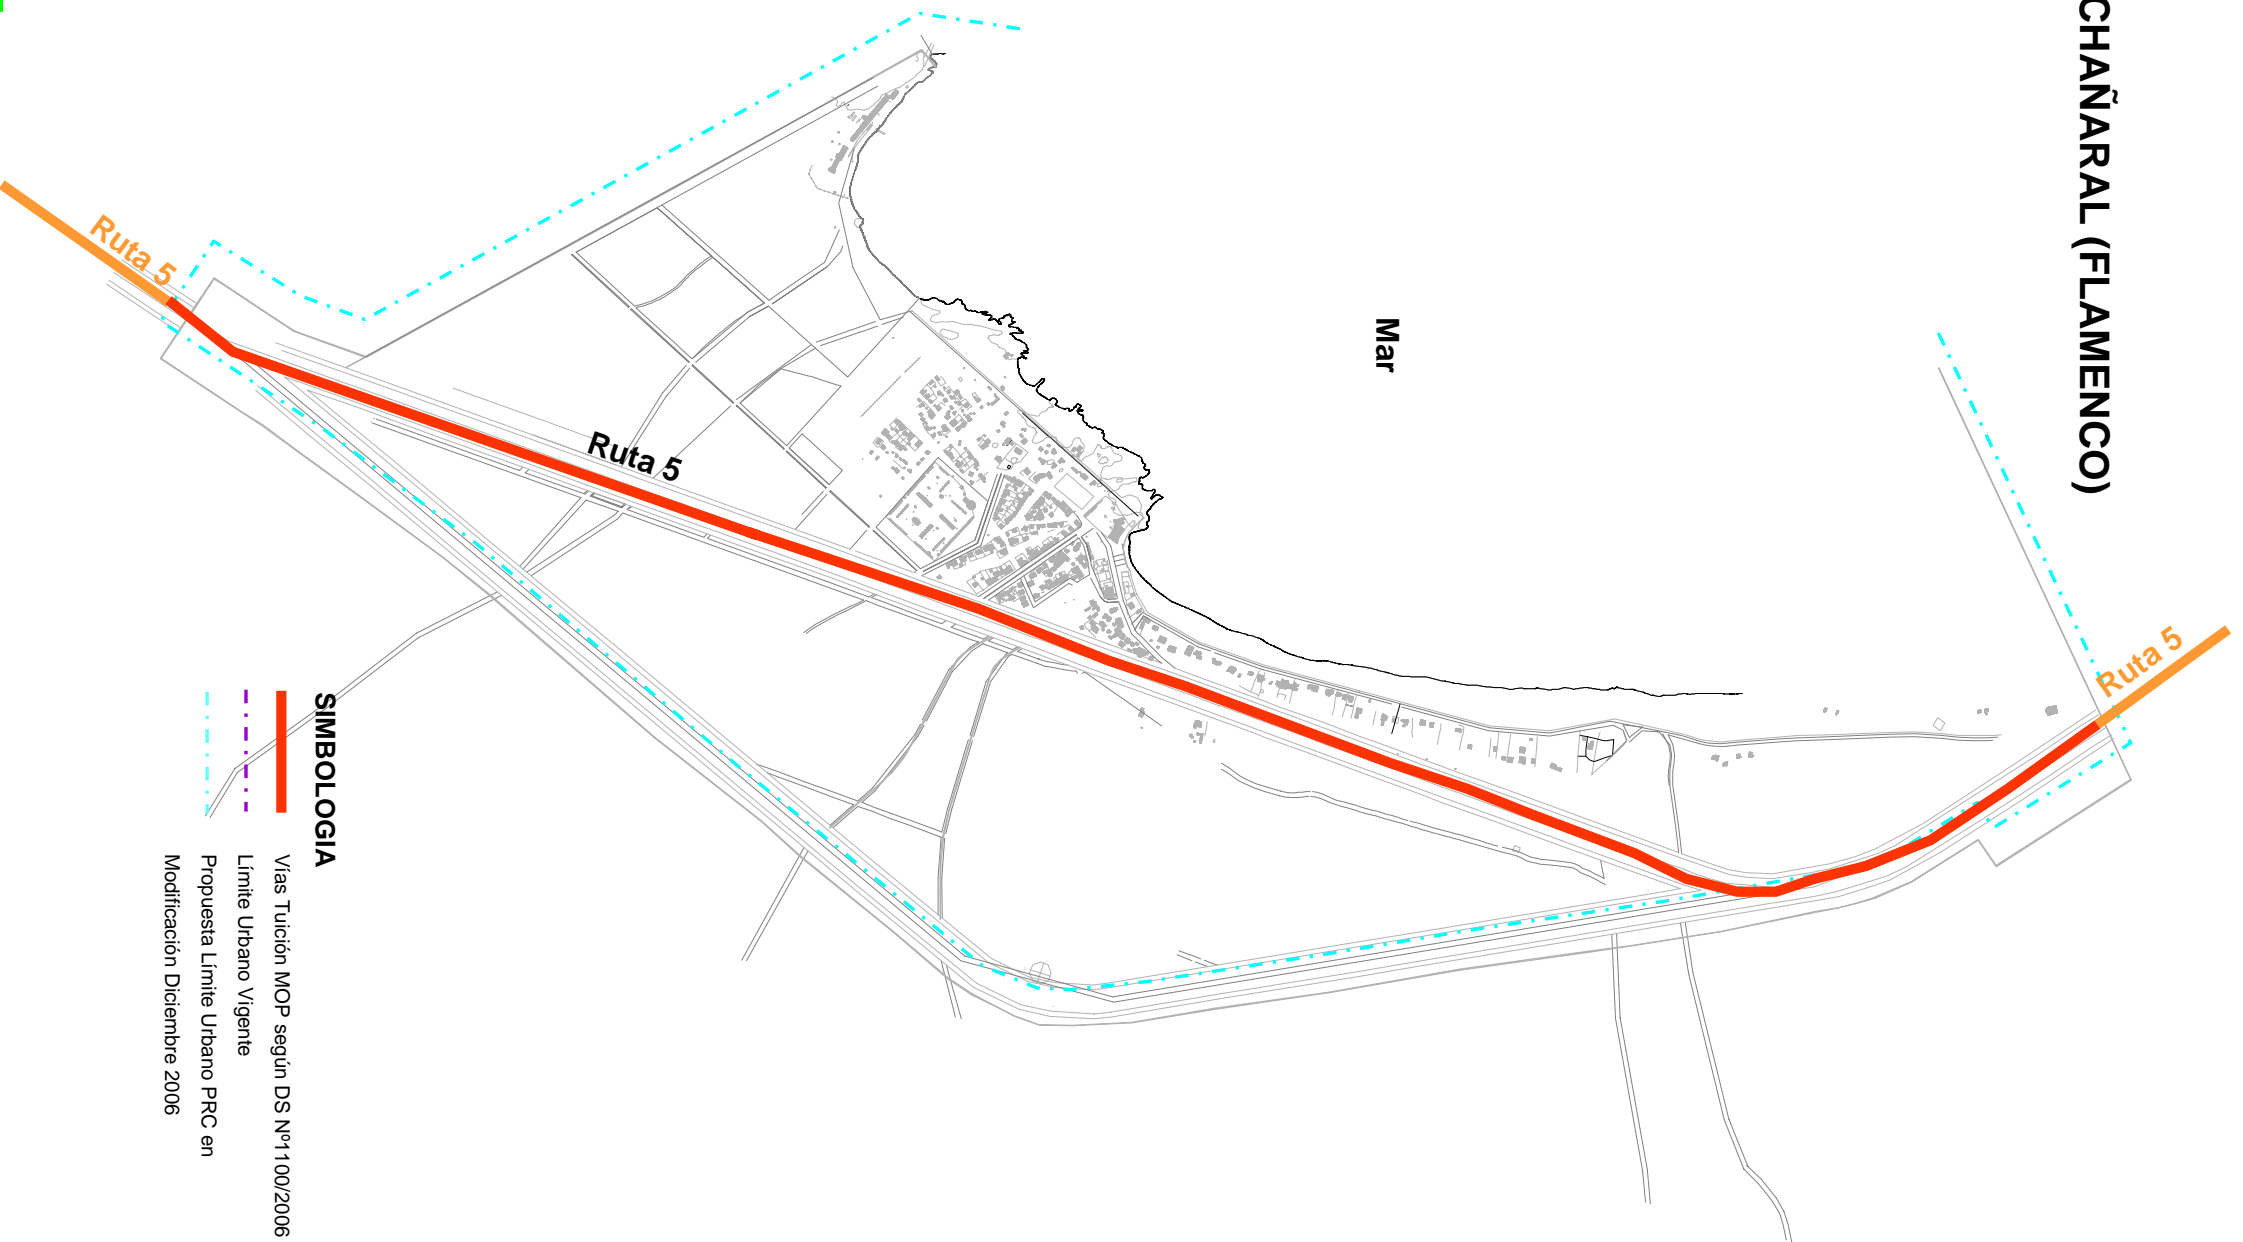 CHAÑARAL (FLAMENCO)
Mar
Ruta 5
Ruta 5
Ruta 5
SIMBOLOGIA
Vías Tuición MOP según DS Nº1100/2006
Límite Urbano Vigente
Propuesta Límite Urbano PRC en
Modificación Diciembre 2006